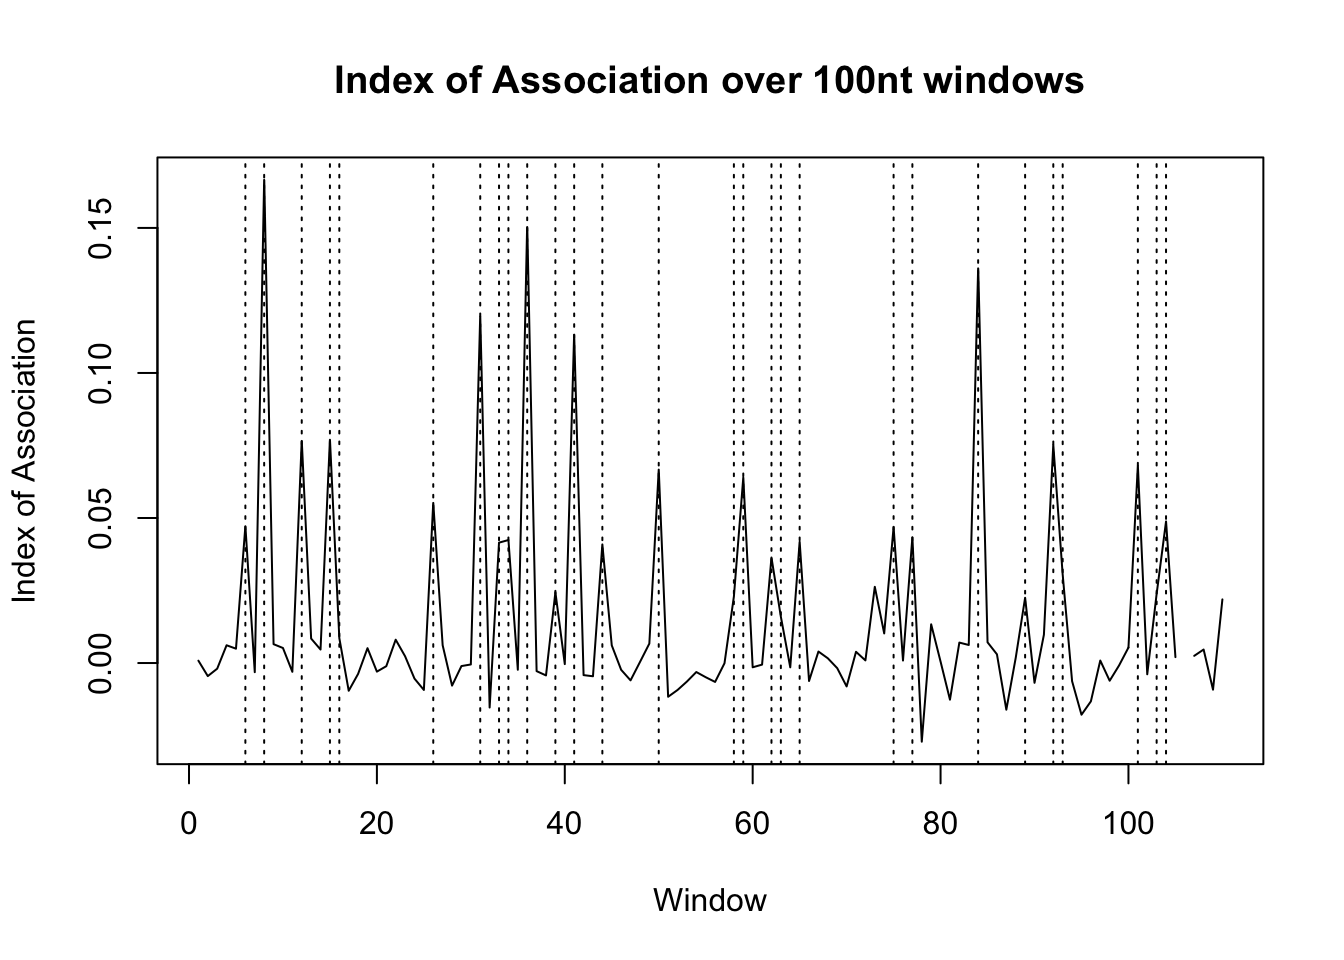 Index of Association over 100nt windows
Index of Association
0.15
0.10
0.05
0.00
0 20 40 60 80 100
Window